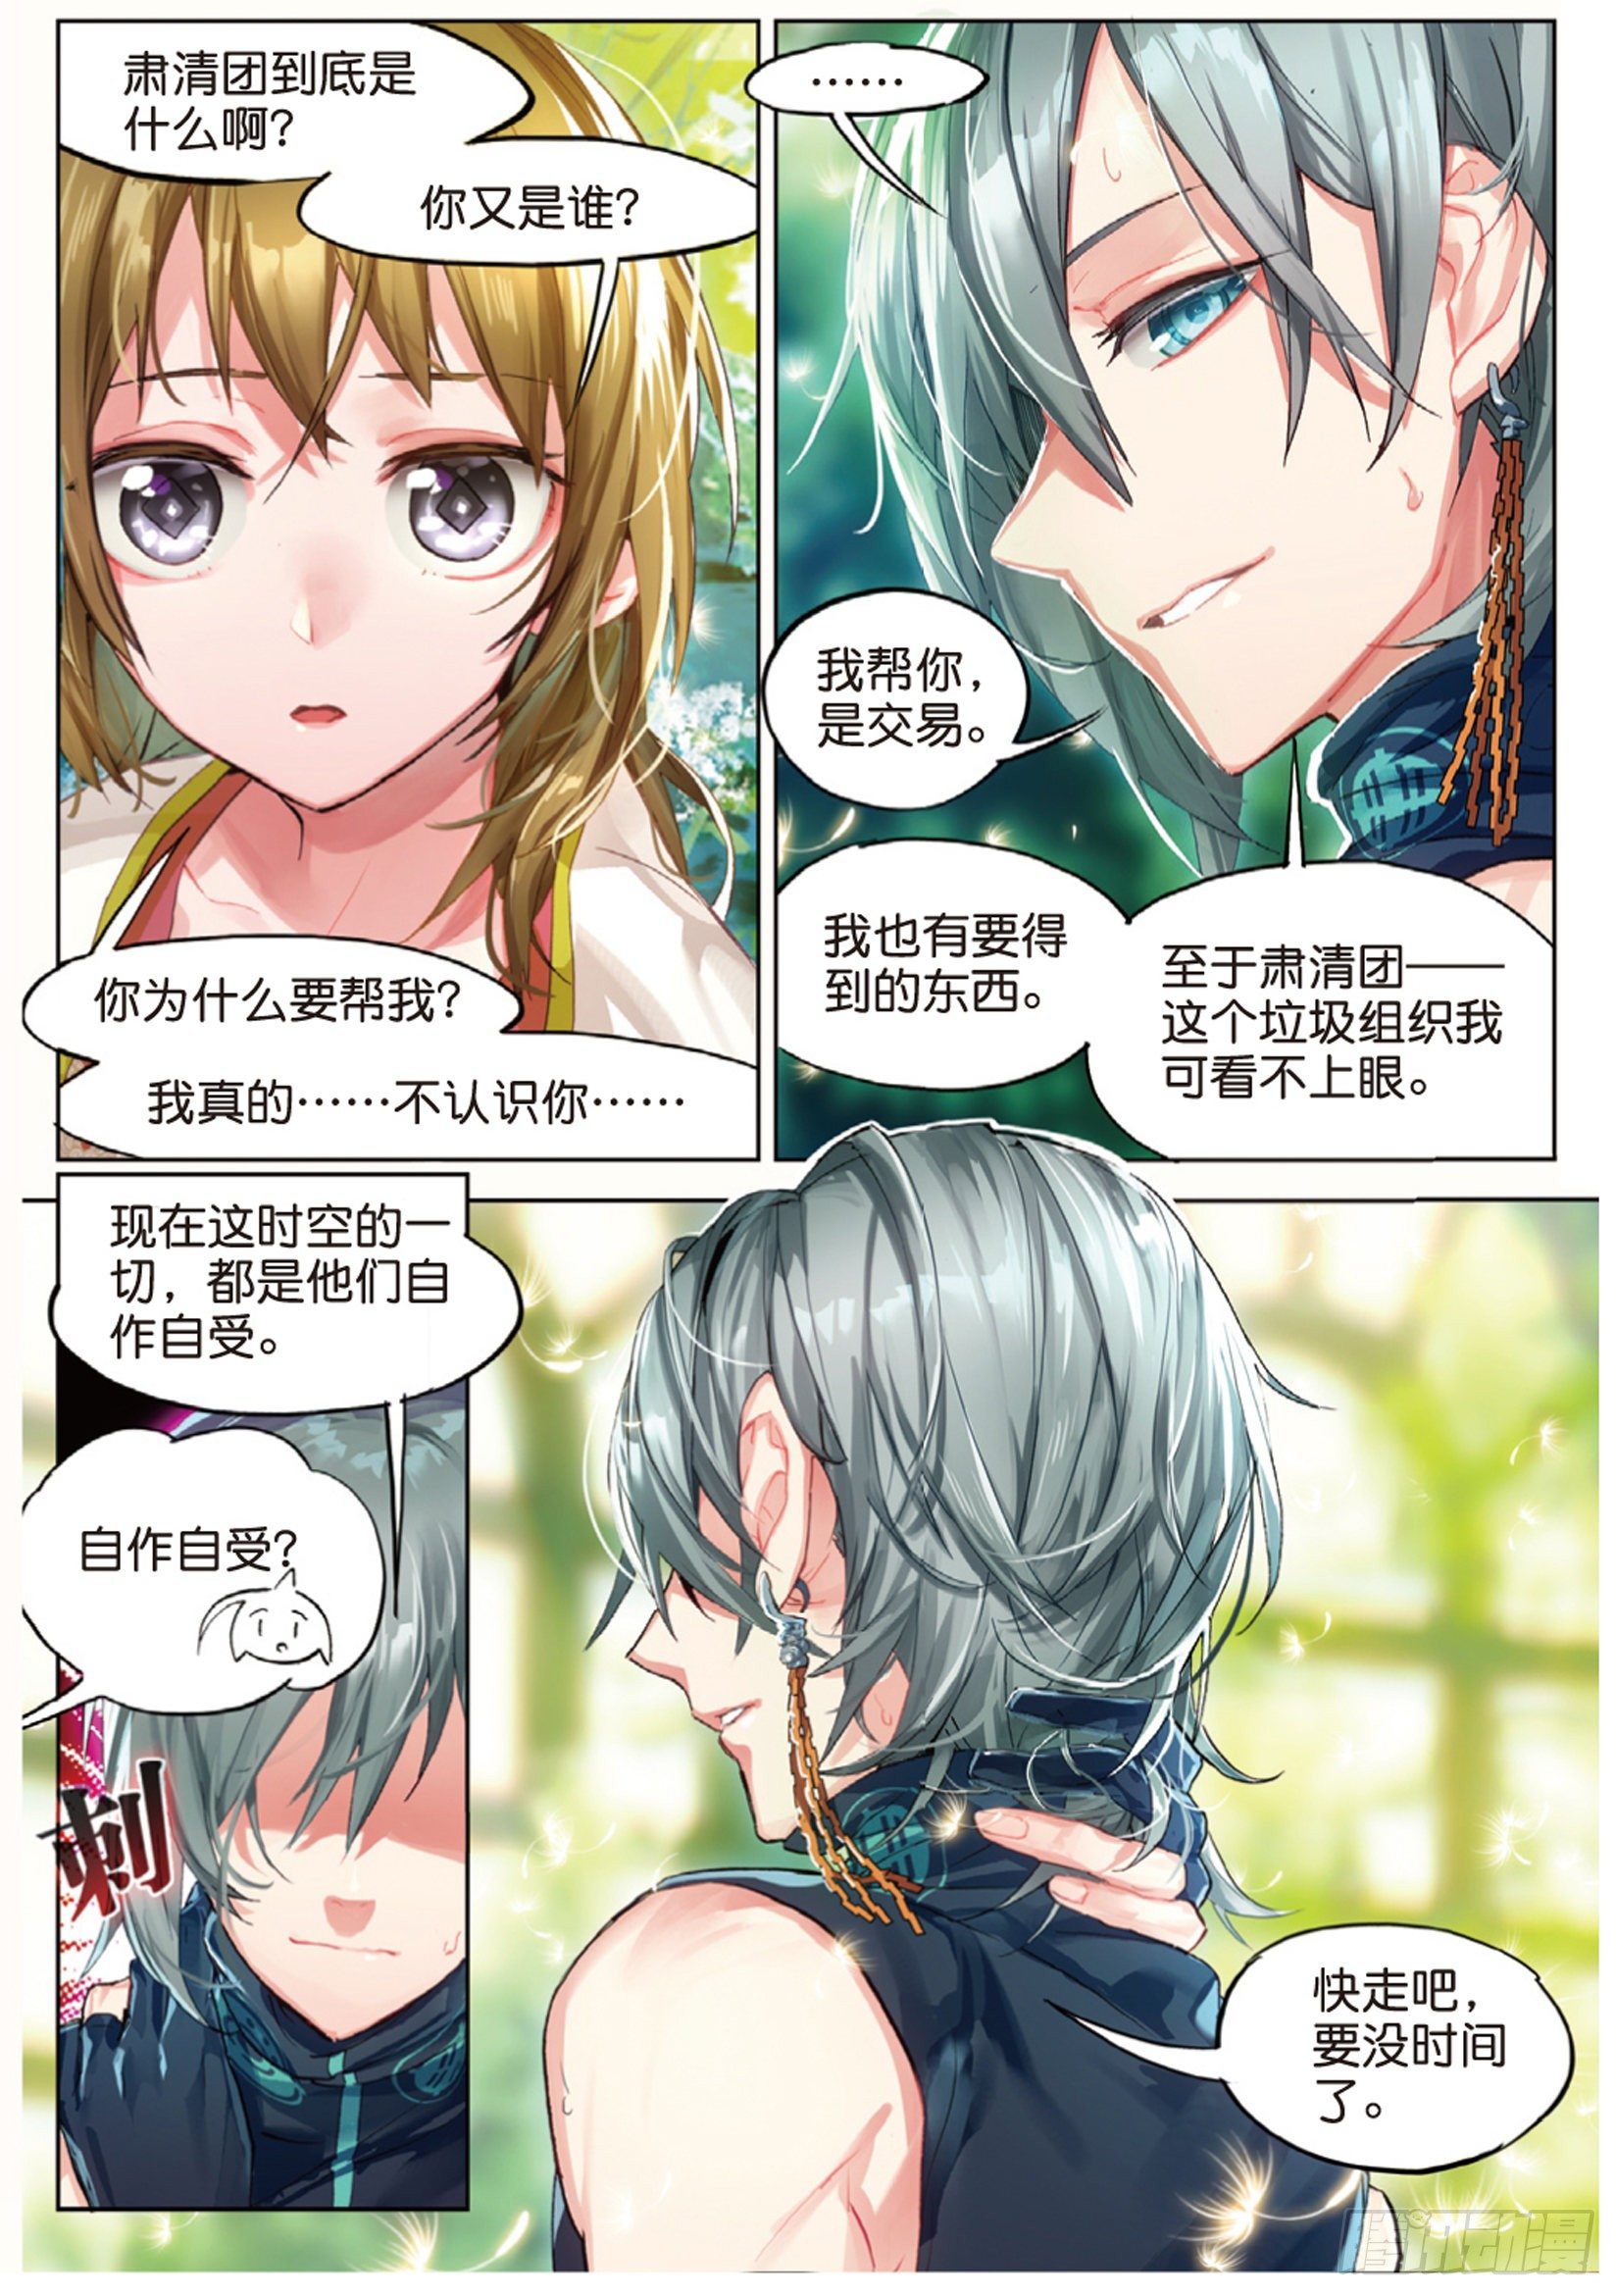 肃清团到底是
什么啊？
你又是谁？
你为什么要帮我？
我真的……不认识你……
……
我帮你，
是交易。
我也有要得
到的东西。
至于肃清团——
这个垃圾组织我
可看不上眼。
现在这时空的一
切，都是他们自
作自受。
自作自受？
刺
快走吧，
要没时间
了。
腾讯动漫